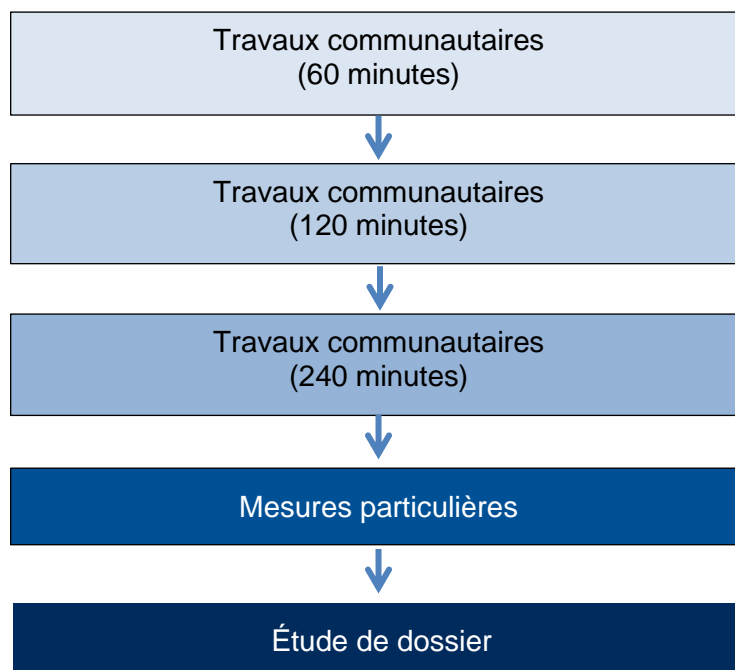 Travaux communautaires
(60 minutes)
Travaux communautaires
(120 minutes)
Travaux communautaires
(240 minutes)
Mesures particulières
Étude de dossier